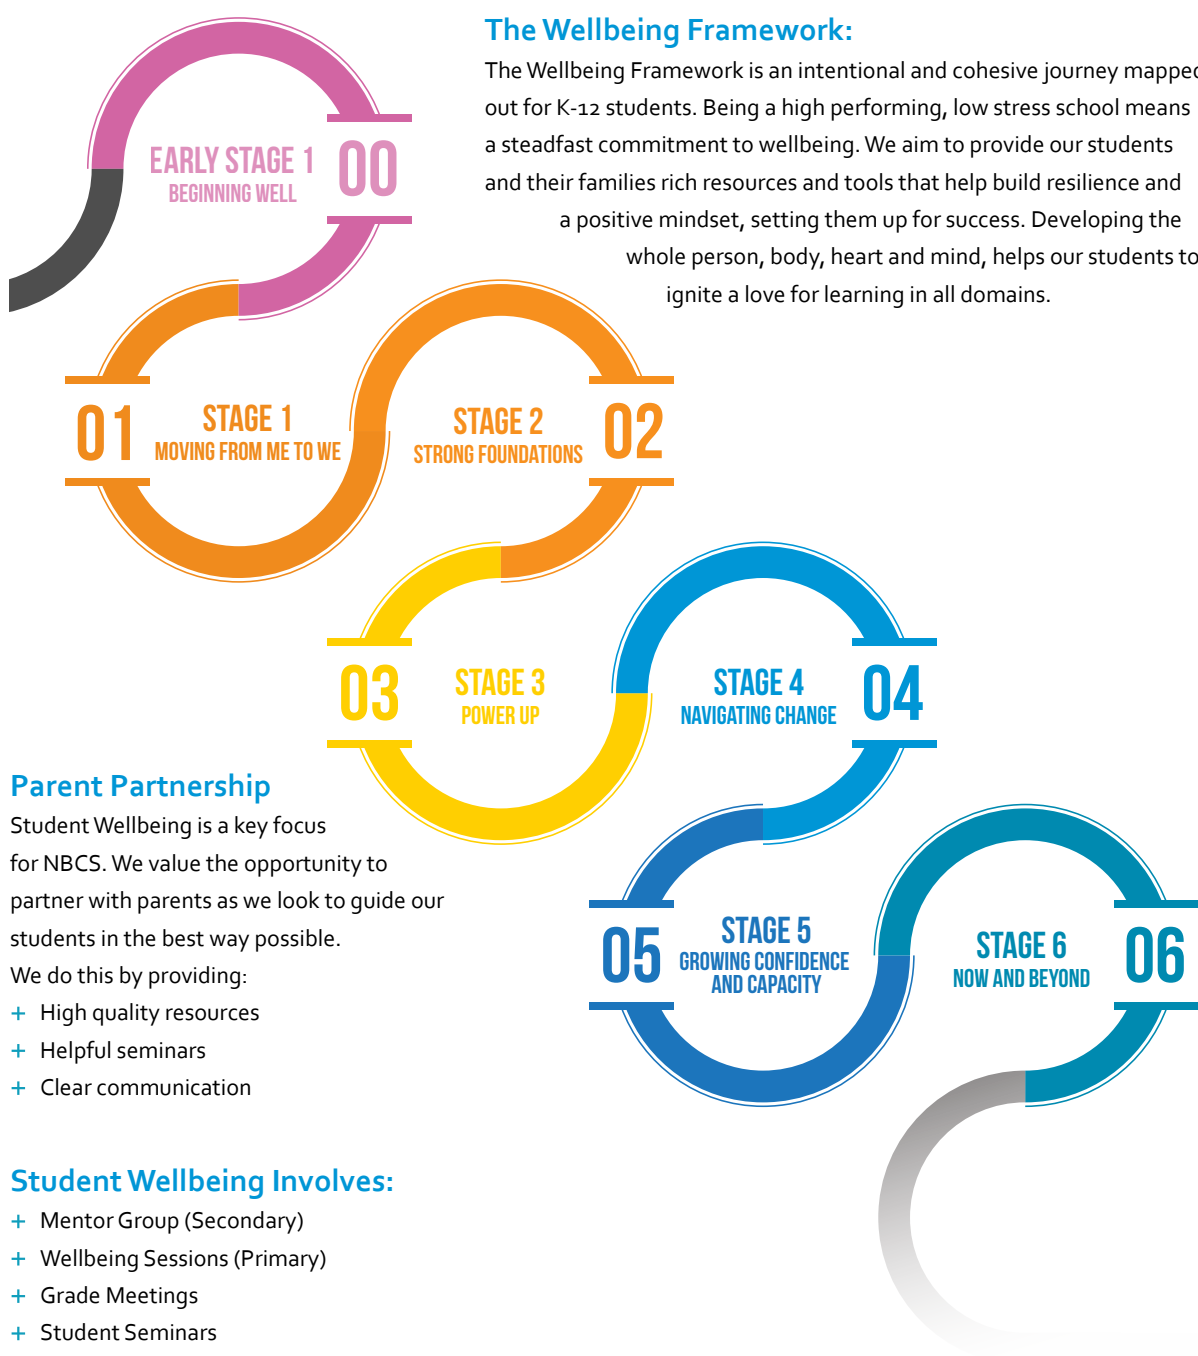 The Wellbeing Framework:
The Wellbeing Framework is an intentional and cohesive journey mapped
out for K-12 students. Being a high performing, low stress school means
a steadfast commitment to wellbeing. We aim to provide our students
and their families rich resources and tools that help build resilience and
a positive mindset, setting them up for success. Developing the
whole person, body, heart and mind, helps our students to
ignite a love for learning in all domains.
EARLY STAGE 1
BEGINNING WELL
00
01
STAGE 1
MOVING FROM ME TO WE
STAGE 2
STRONG FOUNDATIONS
02
03
STAGE 3
POWER UP
STAGE 4
NAVIGATING CHANGE
04
05
STAGE 5
GROWING CONFIDENCE
AND CAPACITY
STAGE 6
NOW AND BEYOND
06
Parent Partnership
Student Wellbeing is a key focus
for NBCS. We value the opportunity to
partner with parents as we look to guide our
students in the best way possible.
We do this by providing:
+ High quality resources
+ Helpful seminars
+ Clear communication
Student Wellbeing Involves:
+ Mentor Group (Secondary)
+ Wellbeing Sessions (Primary)
+ Grade Meetings
+ Student Seminars